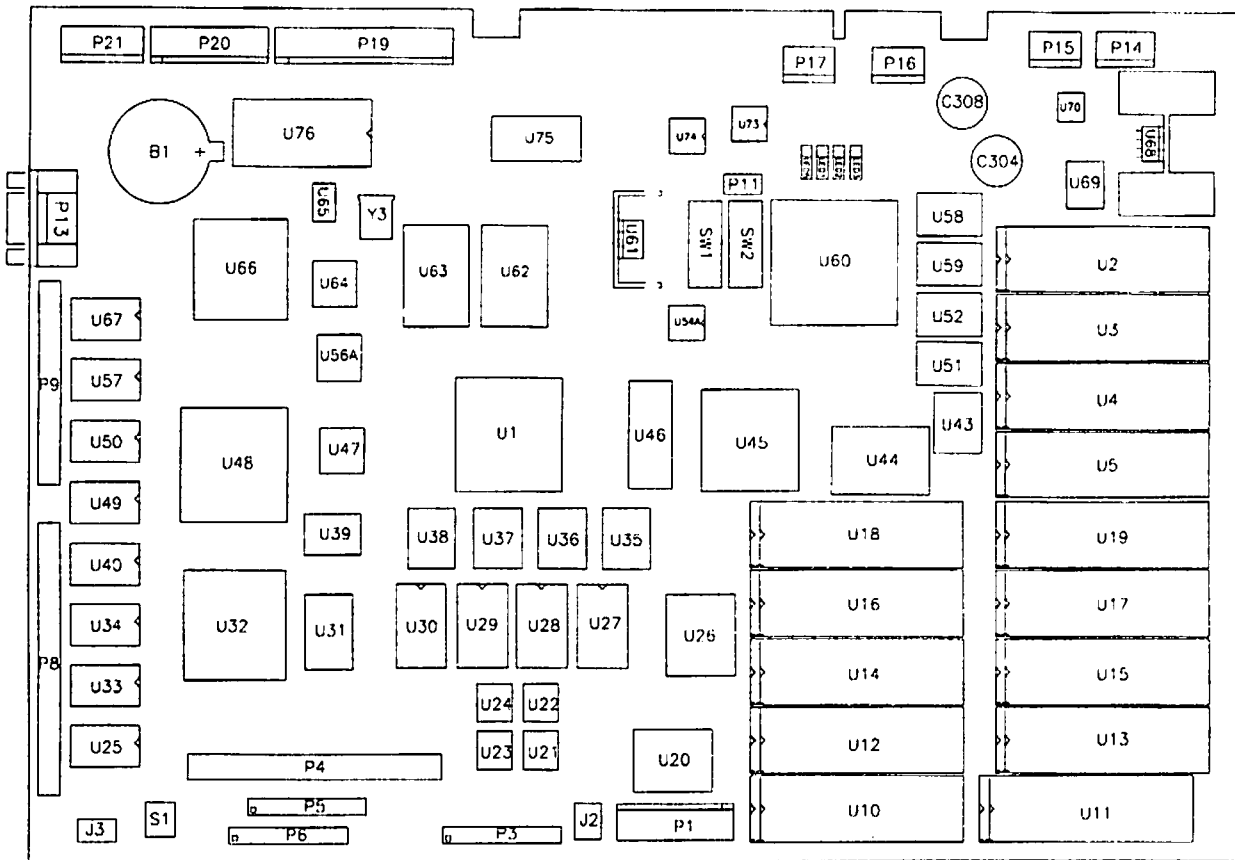 P21 P20 P19 P17 P16 P15 P14
C308 U70
B1 + U76 U75 U74 U73 U68
C304
U69
P13 U65 Y3 P11
U61 SW1 SW2 U60 U58
U66 U64 U63 U62 U59 U2
U67 U54A U52 U3
U56A U51
P9 U57 U4
U50 U48 U47 U1 U46 U45 U44 U43 U5
U49
U39 U38 U37 U36 U35 U18 U19
U40
U34 U32 U31 U30 U29 U28 U27 U26 U16 U17
P8 U33 U14 U15
U24 U22
U25 U23 U21 U20 U12 U13
P4
P5
J3 S1 P6 P3 J2 P1 U10 U11